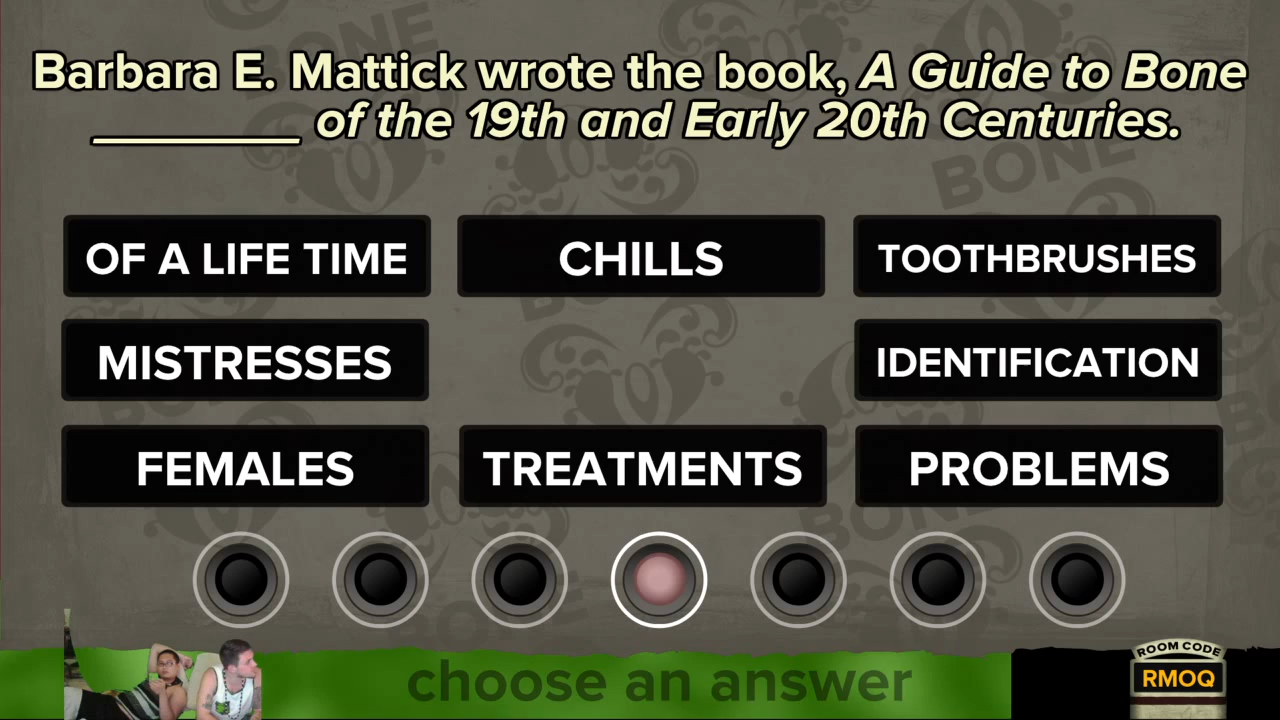 Barbara E. Mattick wrote the book, A Guide to Bone
________ of the 19th and Early 20th Centuries.
OF A LIFE TIME
CHILLS
TOOTHBRUSHES
MISTRESSES
IDENTIFICATION
FEMALES
TREATMENTS
PROBLEMS
choose an answer
ROOM CODE
RMOQ